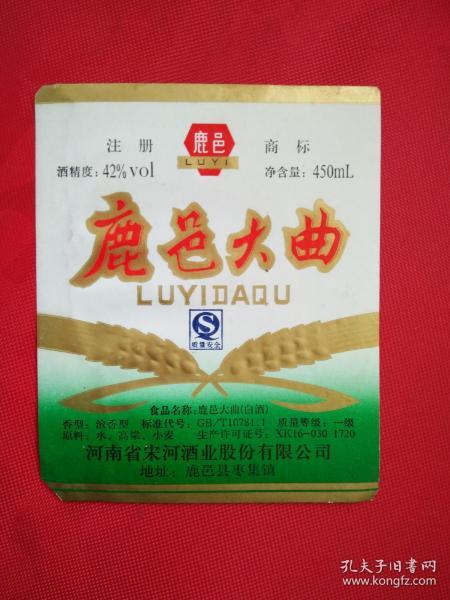 注册 鹿邑 商标
LUYI
酒精度：42%vol 净含量：450mL
鹿邑大曲
LUYIDAQU
质量安全
食品名称：鹿邑大曲(白酒)
香型：浓香型 标准代号：GB/T10781.1 质量等级：一级
原料：水、高粱、小麦 生产许可证号：XK16-030 1720
河南省宋河酒业股份有限公司
地址：鹿邑县枣集镇
孔夫子旧书网
www.kongfz.com